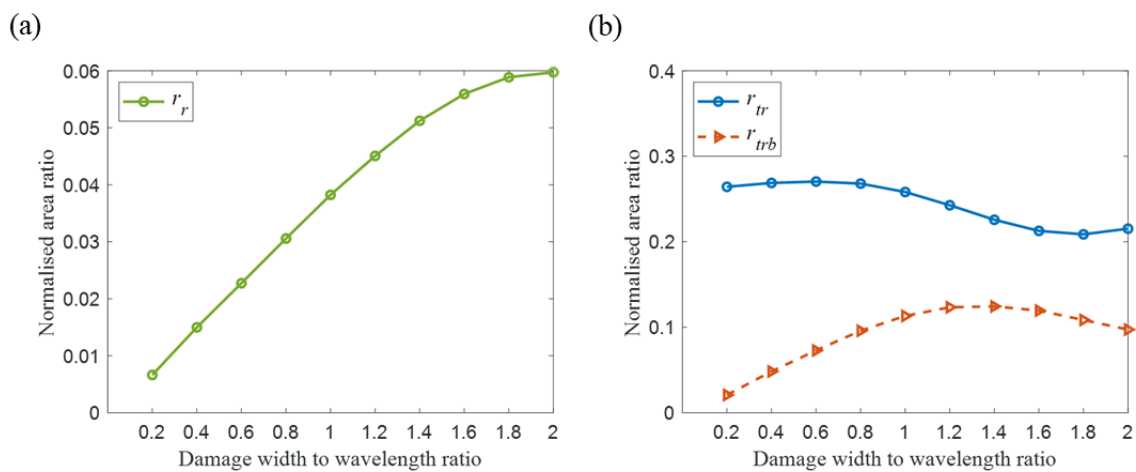 (a)
(b)
0.06
0.05
0.04
0.03
0.02
0.01
0
Normalised area ratio
r_r
0.2 0.4 0.6 0.8 1 1.2 1.4 1.6 1.8 2
Damage width to wavelength ratio
0.4
0.3
0.2
0.1
0
Normalised area ratio
r_tr
r_trb
0.2 0.4 0.6 0.8 1 1.2 1.4 1.6 1.8 2
Damage width to wavelength ratio